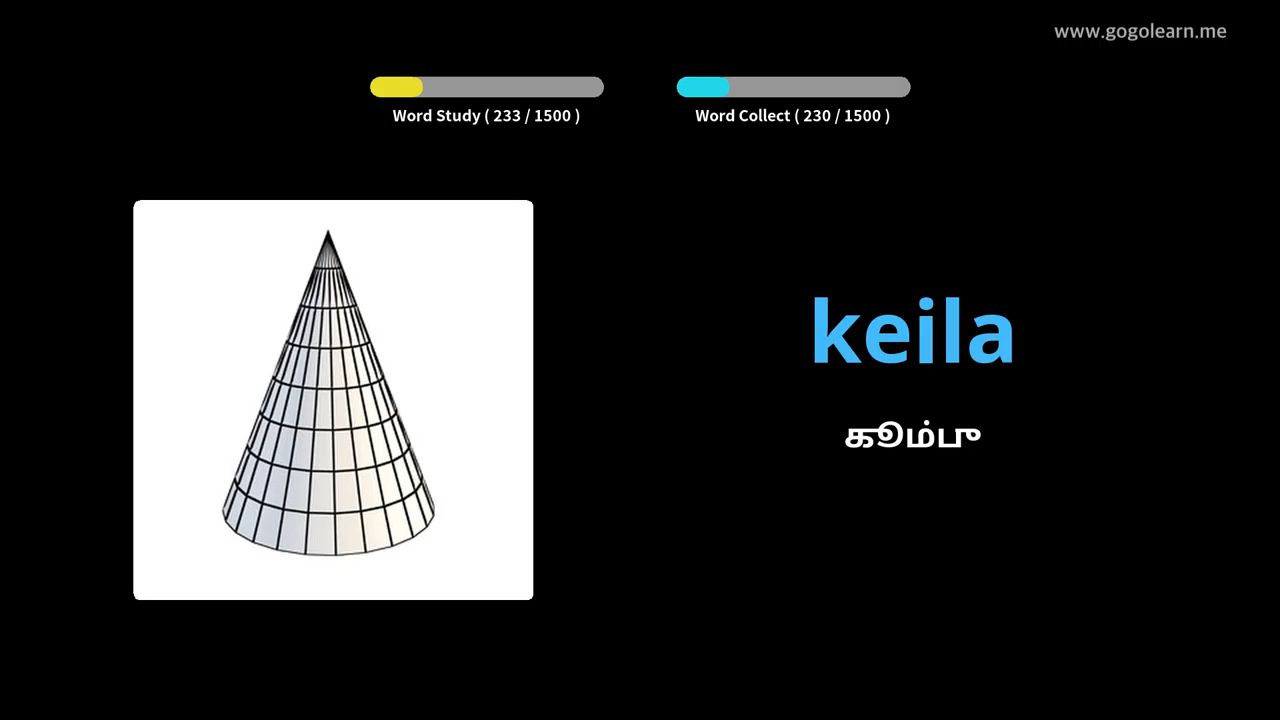 www.gogolearn.me
Word Study ( 233 / 1500 )
Word Collect ( 230 / 1500 )
keila
கூம்பு